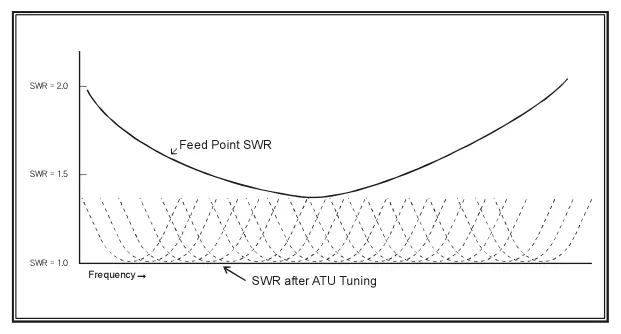 SWR = 2.0
Feed Point SWR
SWR = 1.5
SWR = 1.0
Frequency→
SWR after ATU Tuning